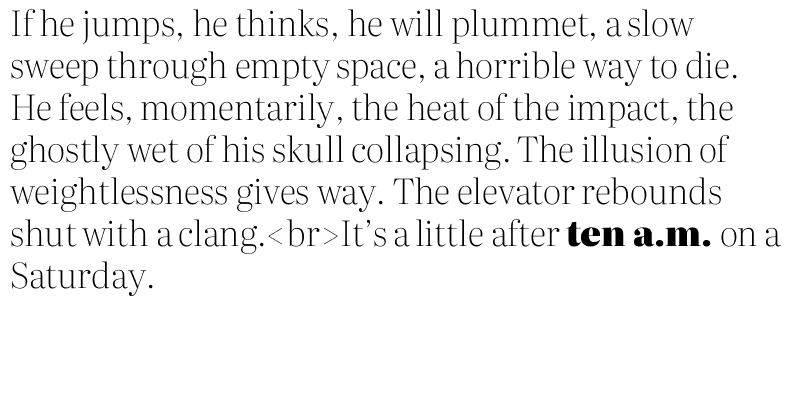 If he jumps, he thinks, he will plummet, a slow
sweep through empty space, a horrible way to die.
He feels, momentarily, the heat of the impact, the
ghostly wet of his skull collapsing. The illusion of
weightlessness gives way. The elevator rebounds
shut with a clang.<br>It’s a little after ten a.m. on a
Saturday.